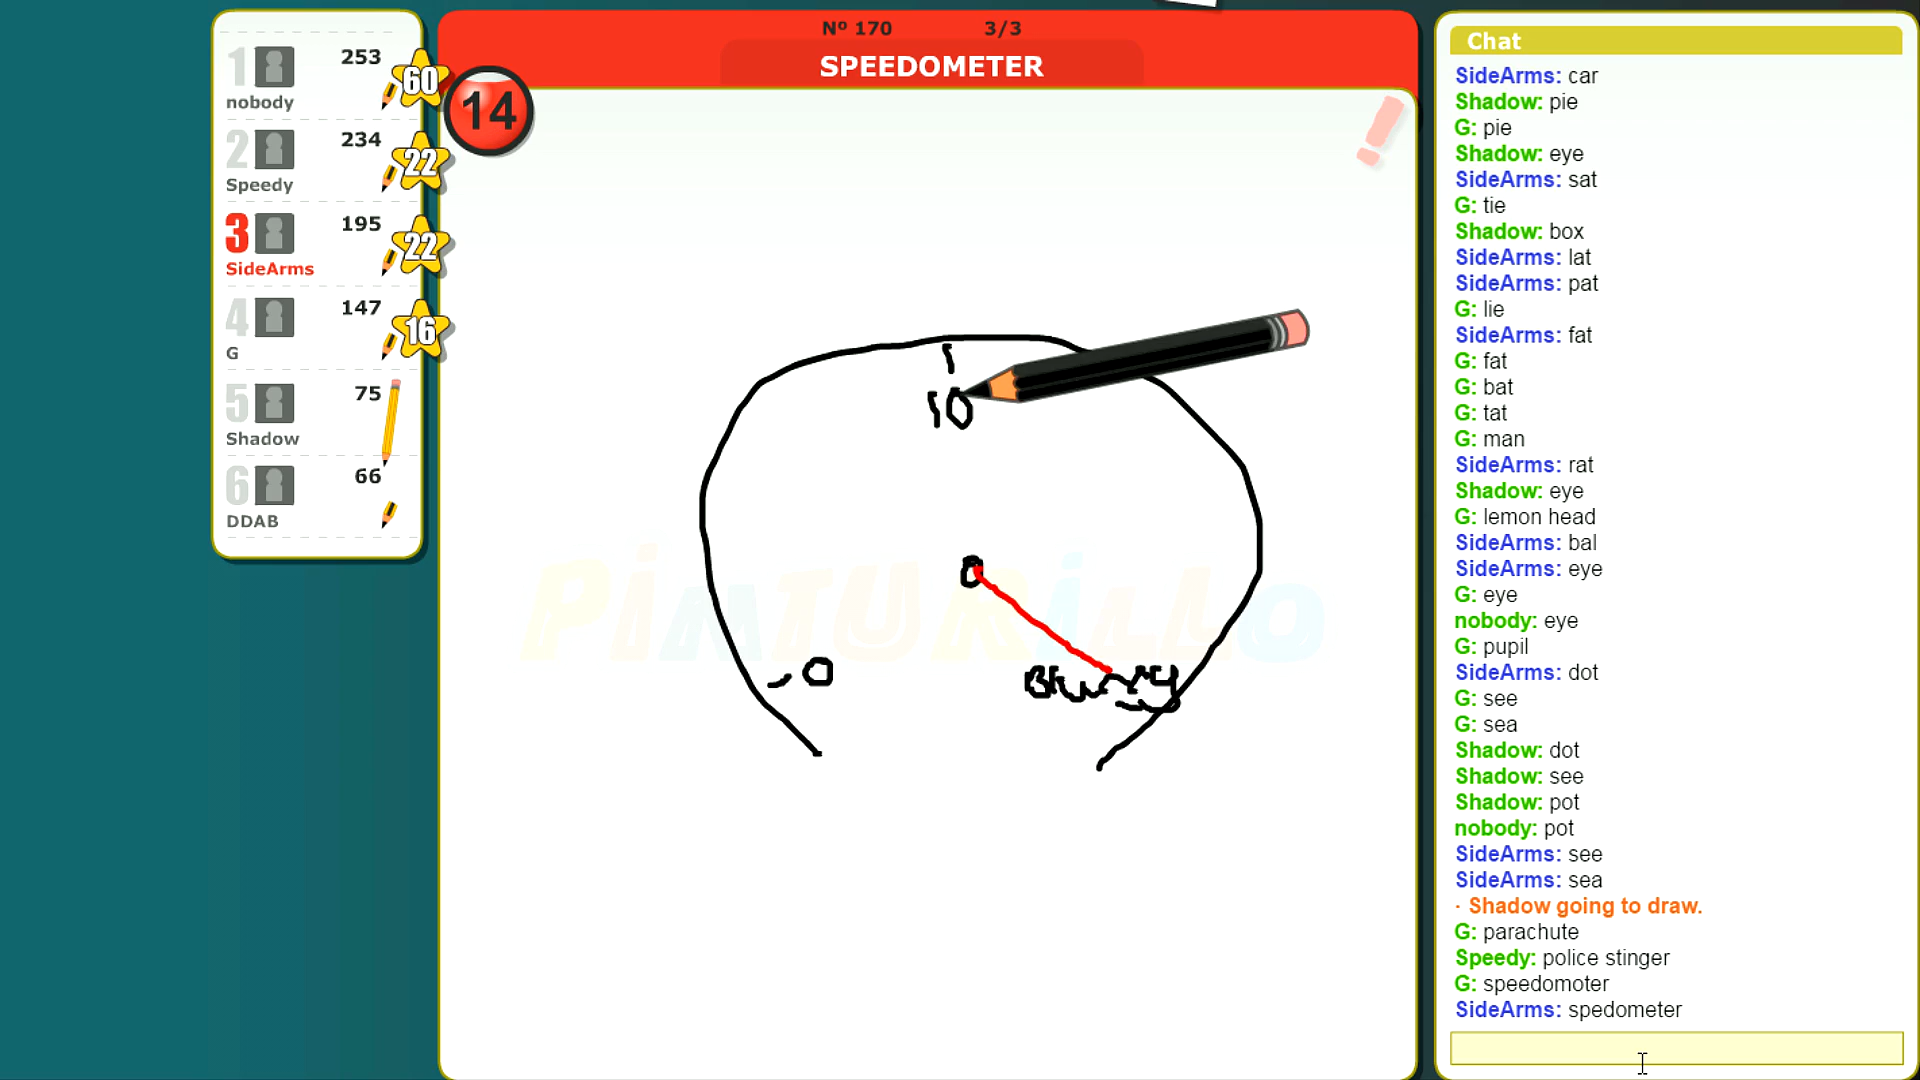 Nº 170 3/3
SPEEDOMETER
14
1 253 60
nobody
2 234 22
Speedy
3 195 22
SideArms
4 147 16
G
5 75
Shadow
6 66
DDAB
10
0
PinTURiLLO
Chat
SideArms: car
Shadow: pie
G: pie
Shadow: eye
SideArms: sat
G: tie
Shadow: box
SideArms: lat
SideArms: pat
G: lie
SideArms: fat
G: fat
G: bat
G: tat
G: man
SideArms: rat
Shadow: eye
G: lemon head
SideArms: bal
SideArms: eye
G: eye
nobody: eye
G: pupil
SideArms: dot
G: see
G: sea
Shadow: dot
Shadow: see
Shadow: pot
nobody: pot
SideArms: see
SideArms: sea
· Shadow going to draw.
G: parachute
Speedy: police stinger
G: speedomoter
SideArms: spedometer